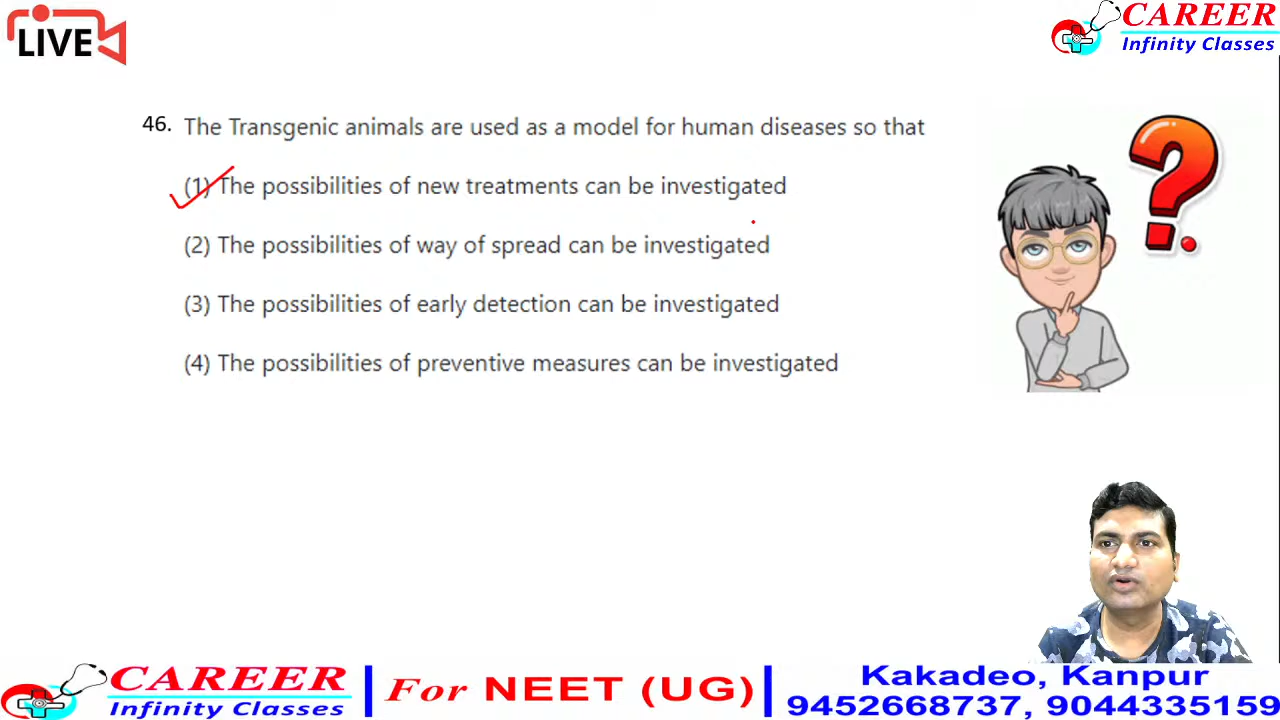 LIVE
CAREER
Infinity Classes
46. The Transgenic animals are used as a model for human diseases so that
(1) The possibilities of new treatments can be investigated
(2) The possibilities of way of spread can be investigated
(3) The possibilities of early detection can be investigated
(4) The possibilities of preventive measures can be investigated
CAREER
Infinity Classes
For NEET (UG)
Kakadeo, Kanpur
9452668737, 9044335159